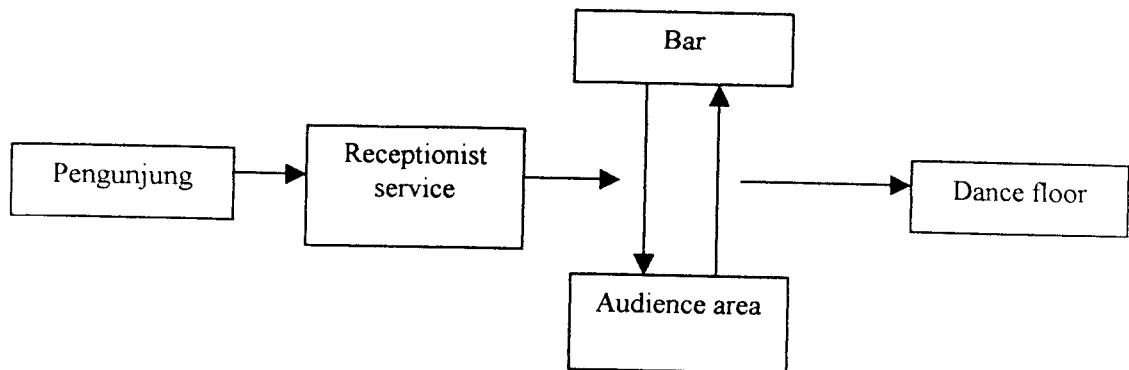 Bar
Pengunjung
Receptionist
service
Dance floor
Audience area